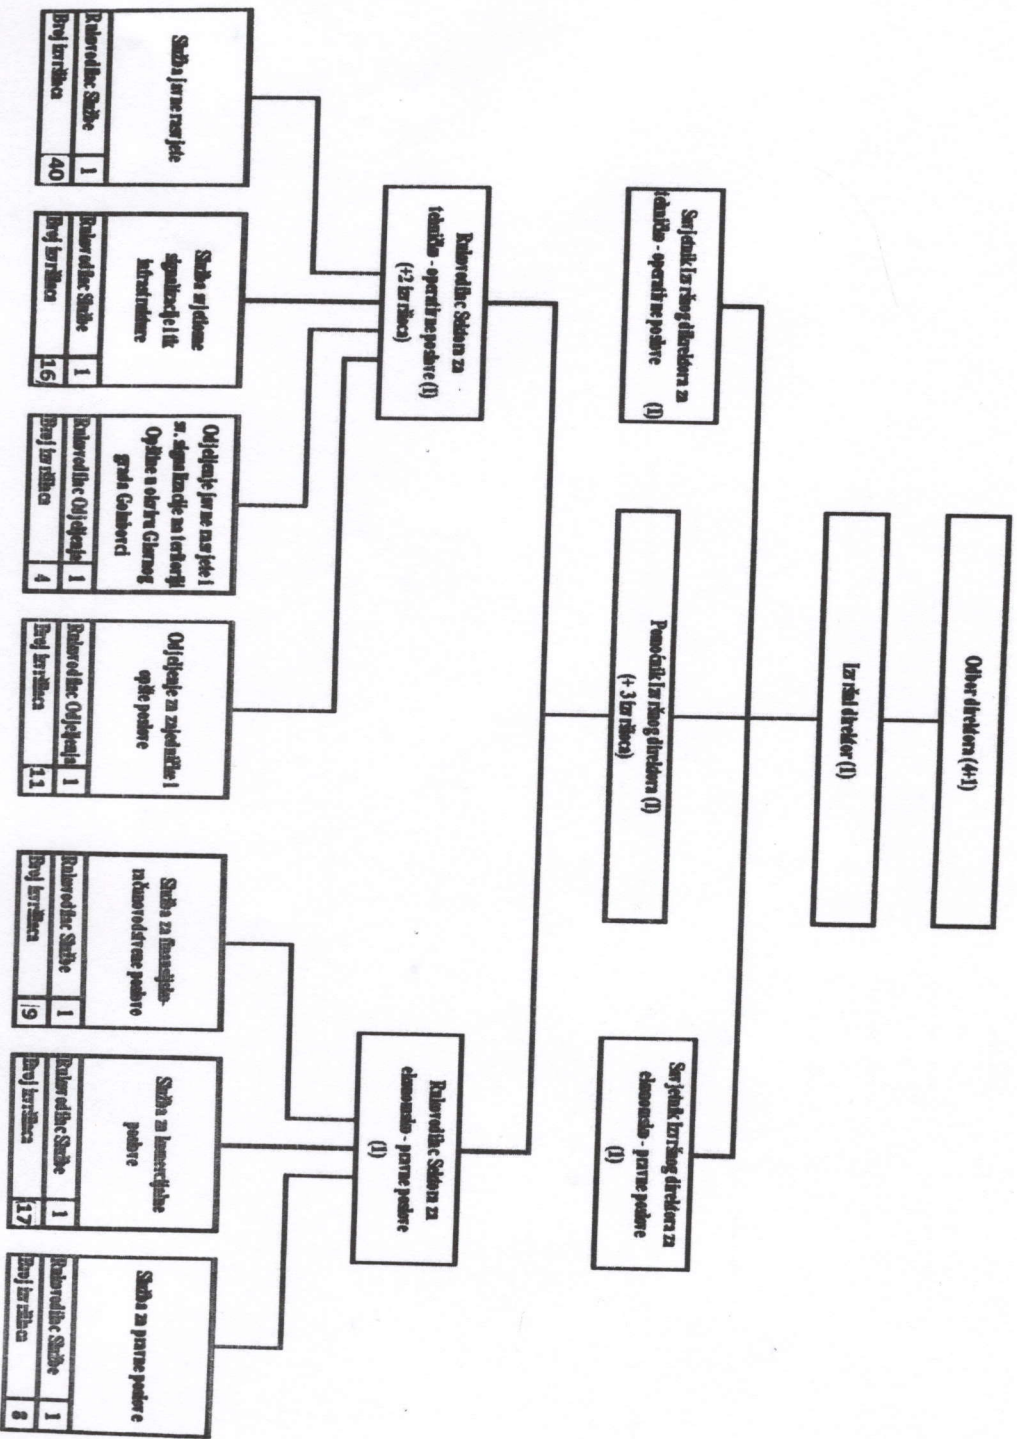 Odbor direktora (4+1)
Izvršni direktor (1)
Savjetnik Izvršnog direktora za
tehničko - operativne poslove
(1)
Pomoćnik Izvršnog direktora (1)
(+ 3 izvršioca)
Savjetnik Izvršnog direktora za
ekonomsko - pravne poslove
(1)
Rukovodilac Sektora za
tehničko - operativne poslove (1)
(+2 izvršioca)
Rukovodilac Sektora za
ekonomsko - pravne poslove
(1)
Služba javne rasvjete
Rukovodilac Službe 1
Broj izvršilaca 40
Služba svjetlosne
signalizacije i tk
infrastrukture
Rukovodilac Službe 1
Broj izvršilaca 16
Odjeljenje javne rasvjete i
sv. signalizacije na teritoriji
Opštine u okviru Glavnog
grada Golubovci
Rukovodilac Odjeljenja 1
Broj izvršilaca 4
Odjeljenje za zajedničke i
opšte poslove
Rukovodilac Odjeljenja 1
Broj izvršilaca 11
Služba za finansijsko-
računovodstvene poslove
Rukovodilac Službe 1
Broj izvršilaca 9
Služba za komercijalne
poslove
Rukovodilac Službe 1
Broj izvršilaca 17
Služba za pravne poslove
Rukovodilac Službe 1
Broj izvršilaca 8